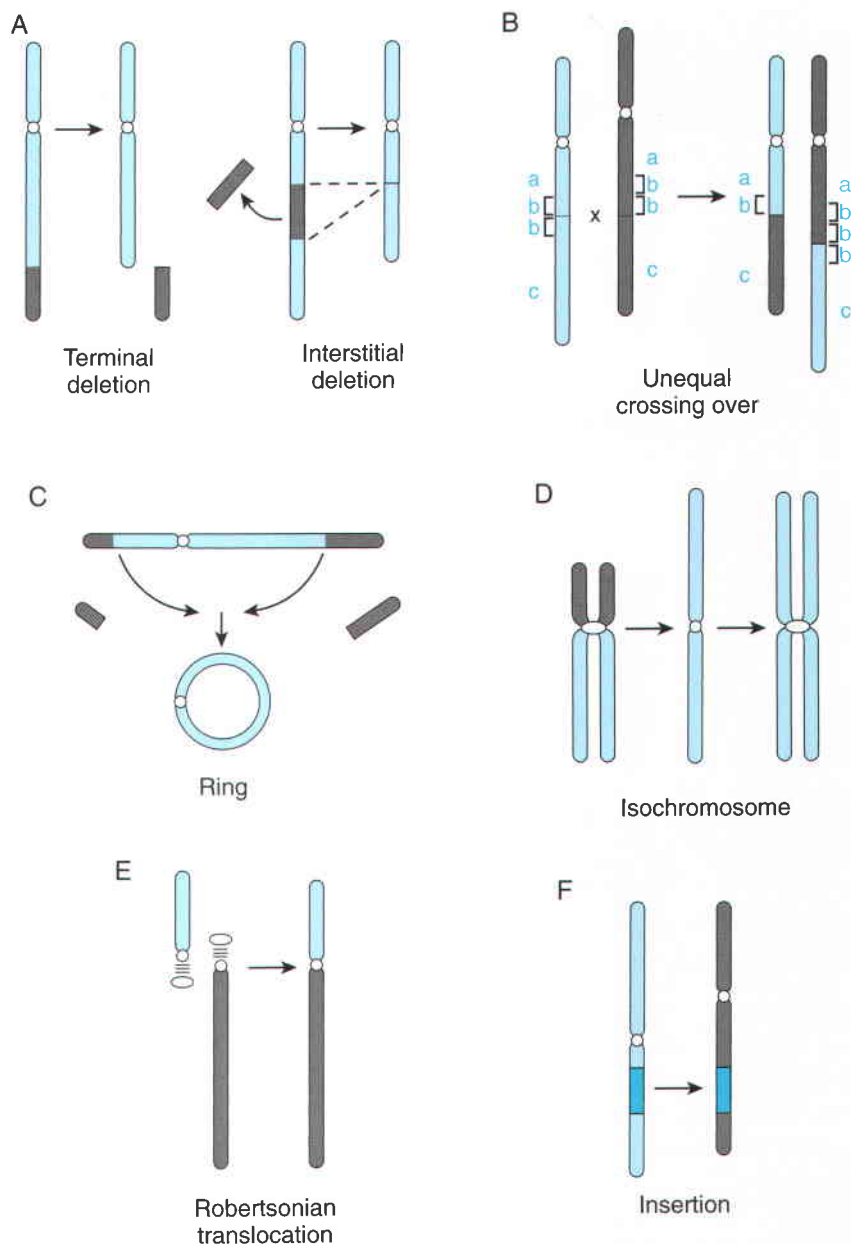 A
Terminal
deletion
Interstitial
deletion
B
a
b
b
c
x
a
b
b
c
a
b
c
a
b
b
b
c
Unequal
crossing over
C
Ring
D
Isochromosome
E
Robertsonian
translocation
F
Insertion